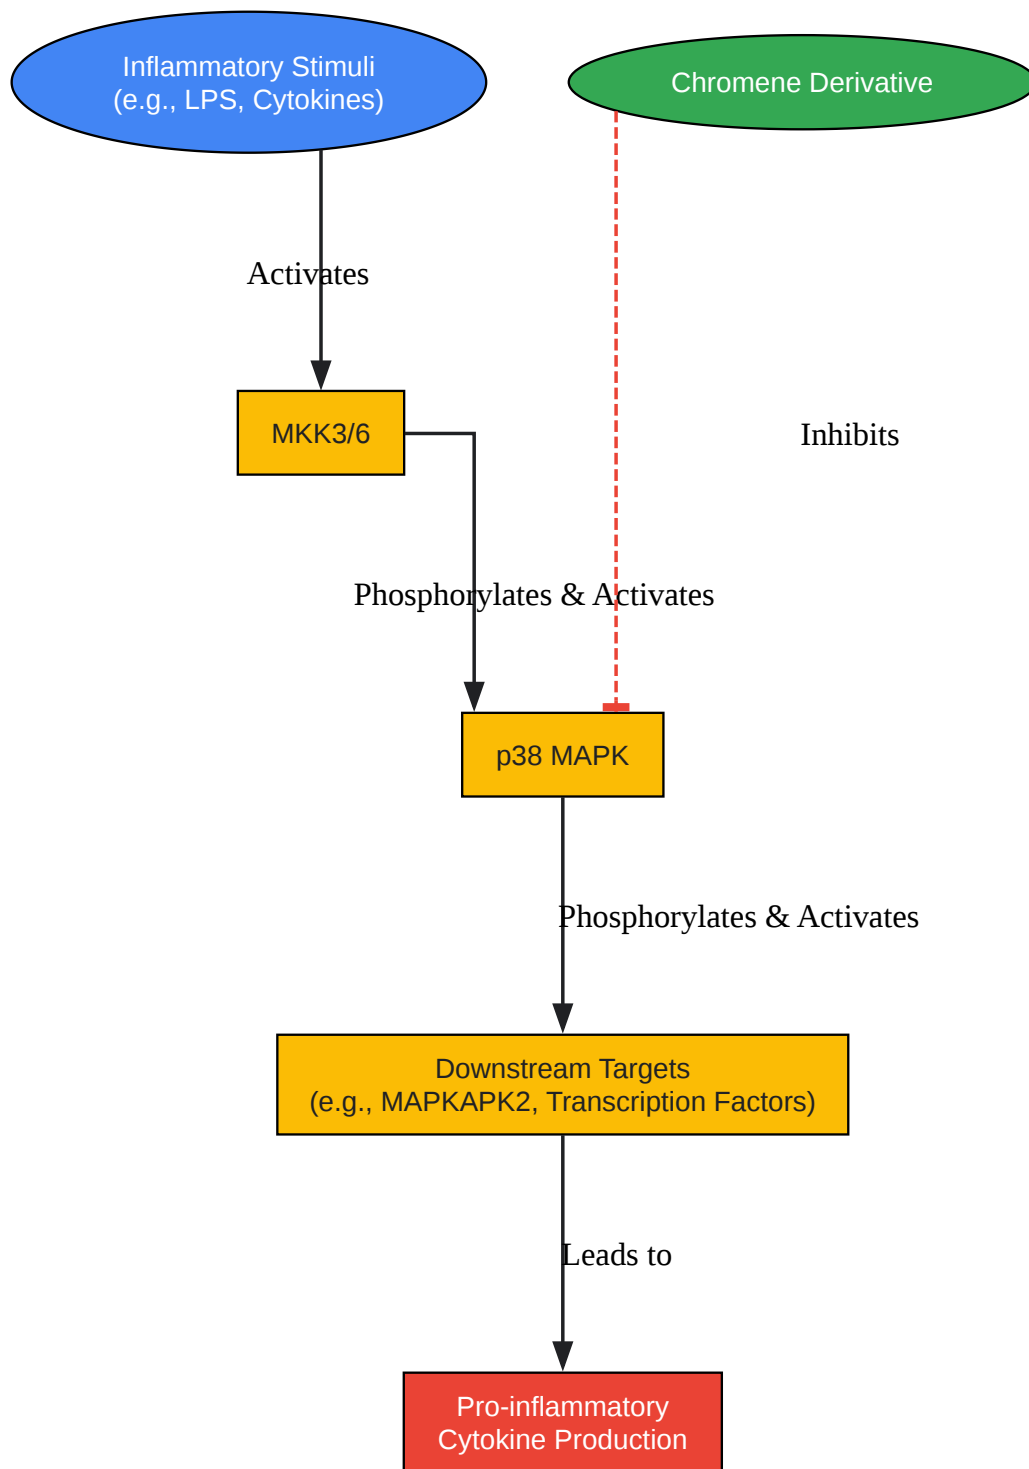 Inflammatory Stimuli
(e.g., LPS, Cytokines)
Chromene Derivative
Activates
MKK3/6
Inhibits
Phosphorylates & Activates
p38 MAPK
Phosphorylates & Activates
Downstream Targets
(e.g., MAPKAPK2, Transcription Factors)
Leads to
Pro-inflammatory
Cytokine Production